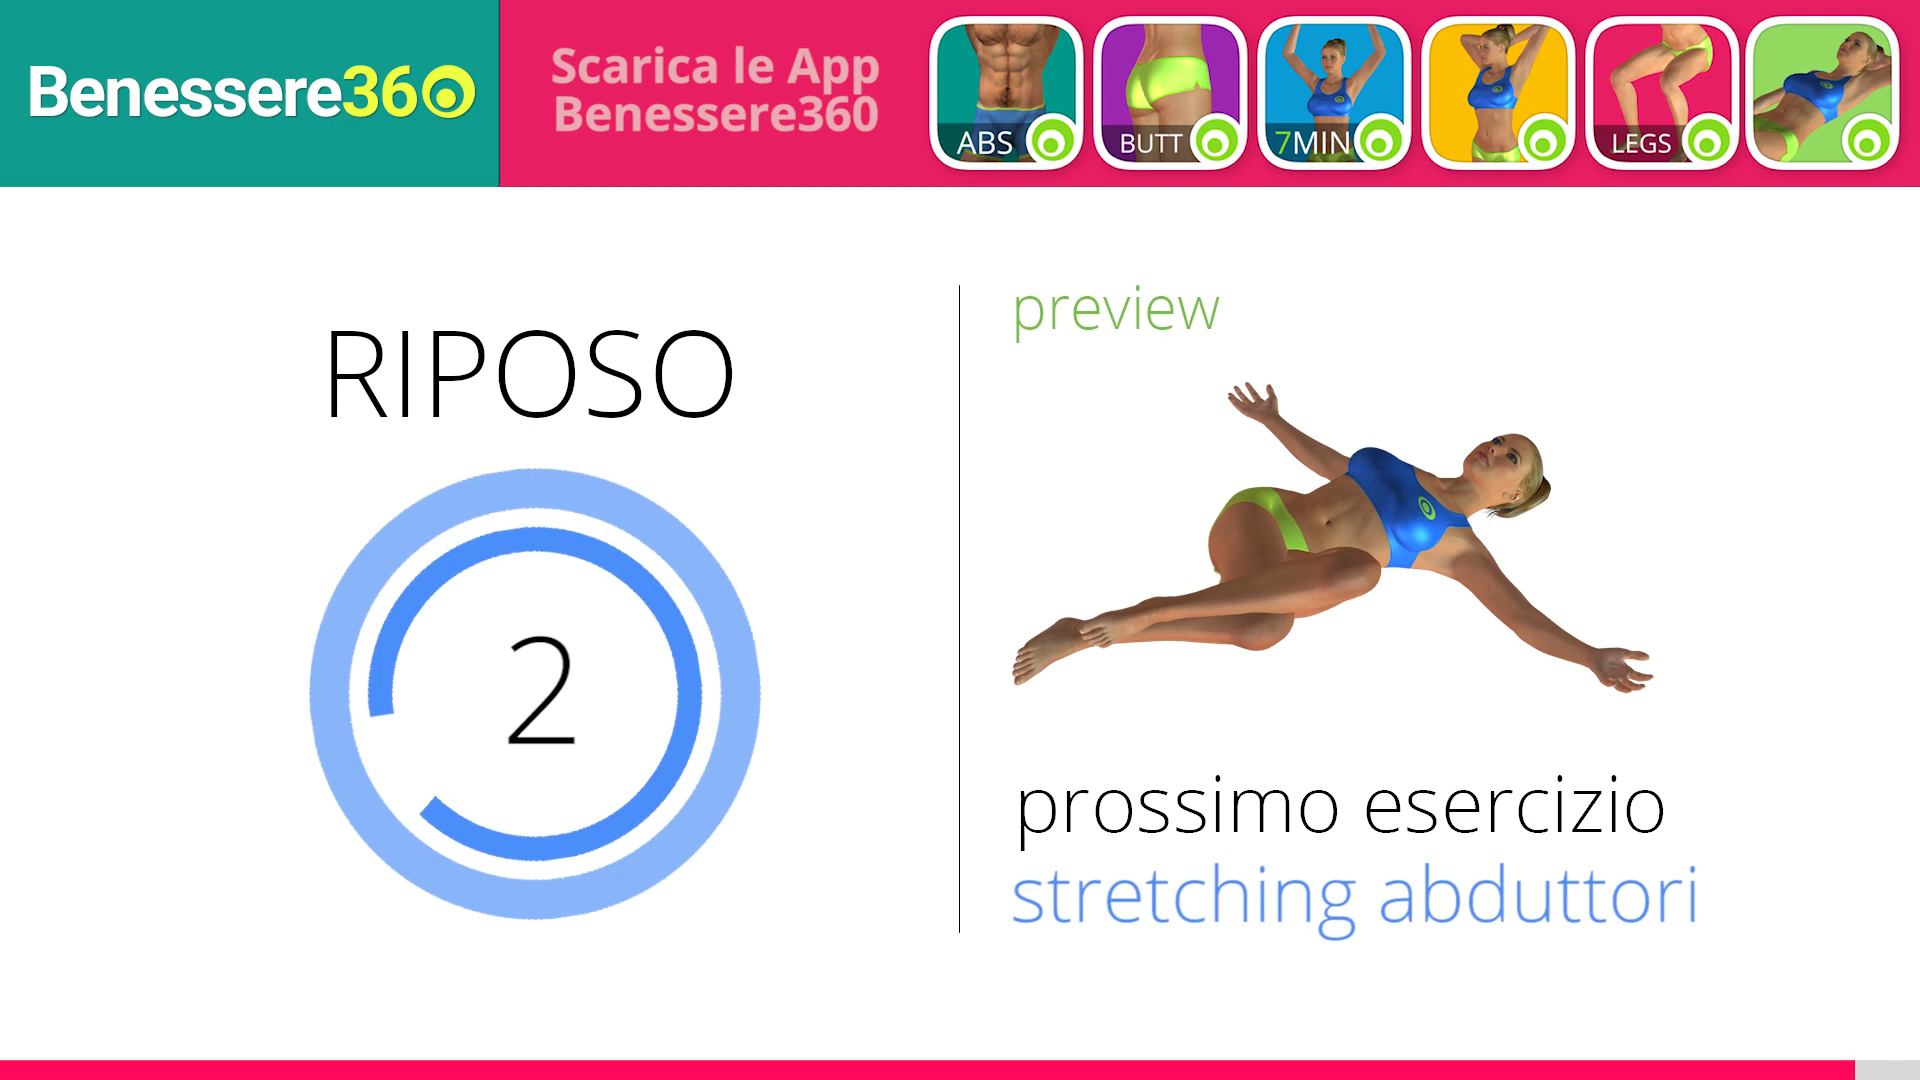 Benessere360
Scarica le App
Benessere360
ABS
BUTT
7MIN
LEGS
RIPOSO
2
preview
prossimo esercizio
stretching abduttori